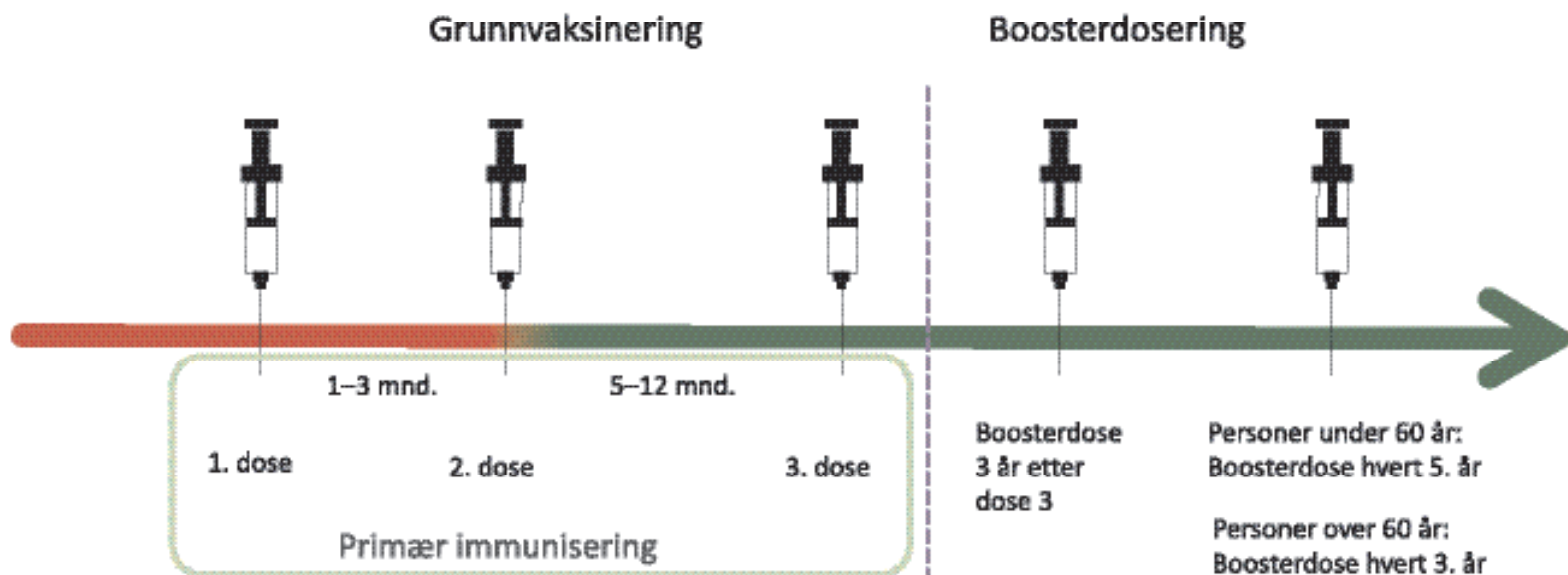 Grunnvaksinering
Boosterdosering
1–3 mnd.
5–12 mnd.
1. dose
2. dose
3. dose
Primær immunisering
Boosterdose
3 år etter
dose 3
Personer under 60 år:
Boosterdose hvert 5. år
Personer over 60 år:
Boosterdose hvert 3. år